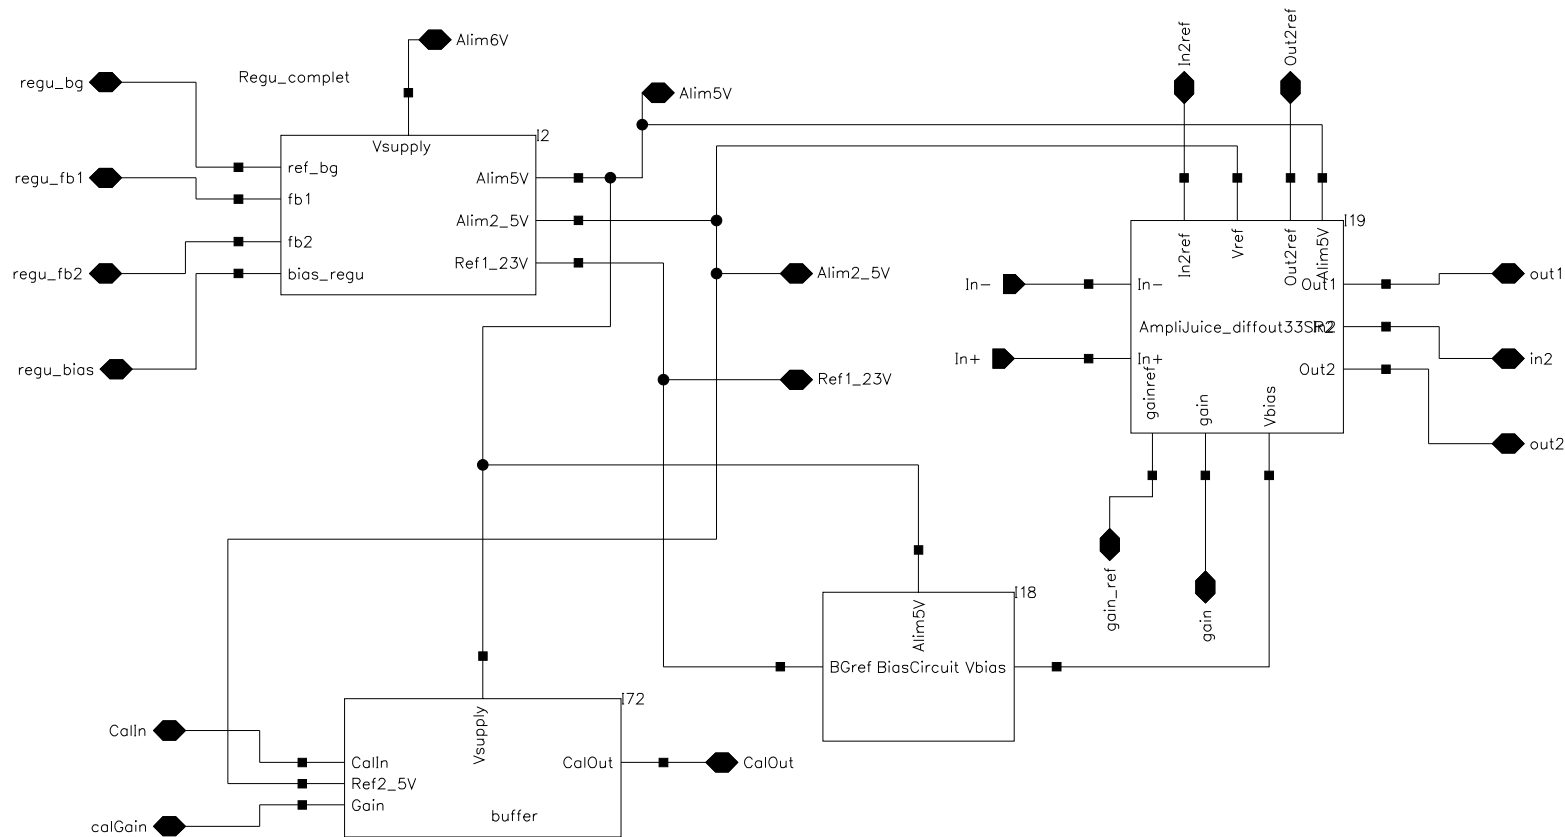 Alim6V
Regu_complet
regu_bg
Alim5V
In2ref
Out2ref
I2
Vsupply
ref_bg
regu_fb1
Alim5V
fb1
Alim2_5V
I19
fb2
Ref1_23V
regu_fb2
bias_regu
Alim2_5V
In2ref
Vref
Out2ref
Alim5V
In-
In-
Out1
out1
AmpliJuice_diffout33SR
In2
In+
In+
in2
regu_bias
Ref1_23V
Out2
gainref
gain
Vbias
out2
gain_ref
gain
I18
Alim5V
BGref BiasCircuit Vbias
I72
Vsupply
CalIn
CalIn
CalOut
CalOut
Ref2_5V
Gain
buffer
calGain